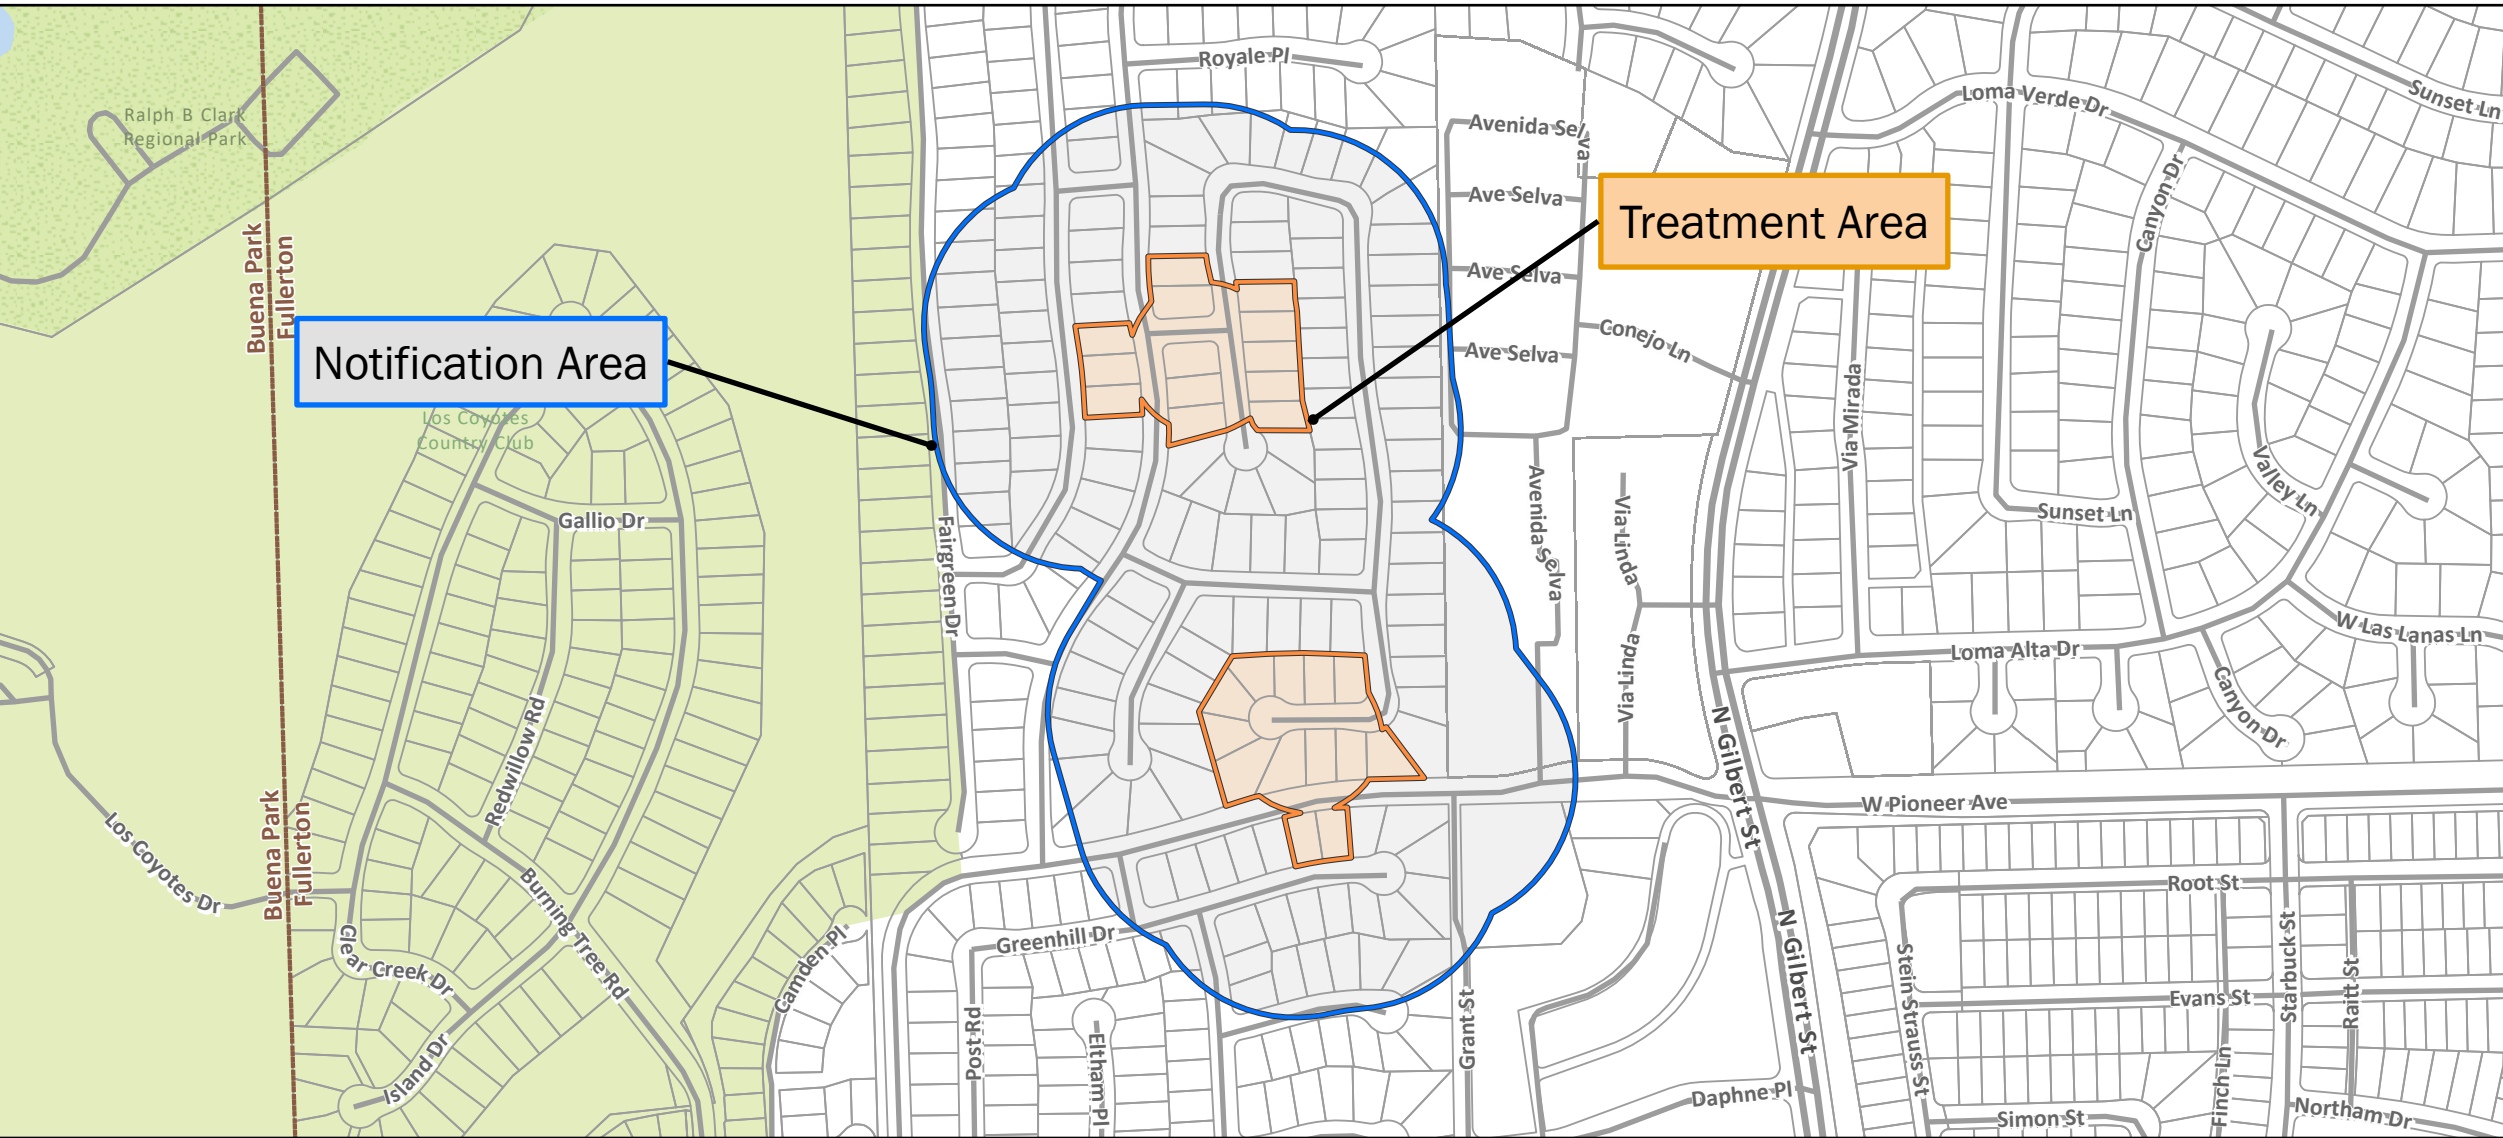 Royale Pl
Sunset Ln
Loma Verde Dr
Ralph B Clark
Regional Park
Avenida Selva
Canyon Dr
Ave Selva
Treatment Area
Buena Park
Fullerton
Ave Selva
Conejo Ln
Ave Selva
Notification Area
Via Mirada
Los Coyotes
Country Club
Valley Ln
Gallio Dr
Fairgreen Dr
Avenida Selva
Via Linda
Sunset Ln
W Las Lanas Ln
Loma Alta Dr
Via Linda
Canyon Dr
Redwillow Rd
N Gilbert St
W Pioneer Ave
Los Coyotes Dr
Buena Park
Fullerton
Root St
Burning Tree Rd
Clear Creek Dr
Camden Pl
Greenhill Dr
N Gilbert St
Stein Strauss St
Starbuck St
Raitt St
Evans St
Post Rd
Eltham Pl
Grant St
Island Dr
Daphne Pl
Finch Ln
Simon St
Northam Dr